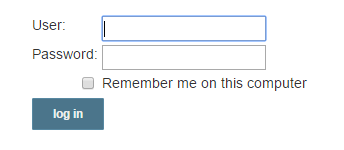 User:
Password:
Remember me on this computer
log in